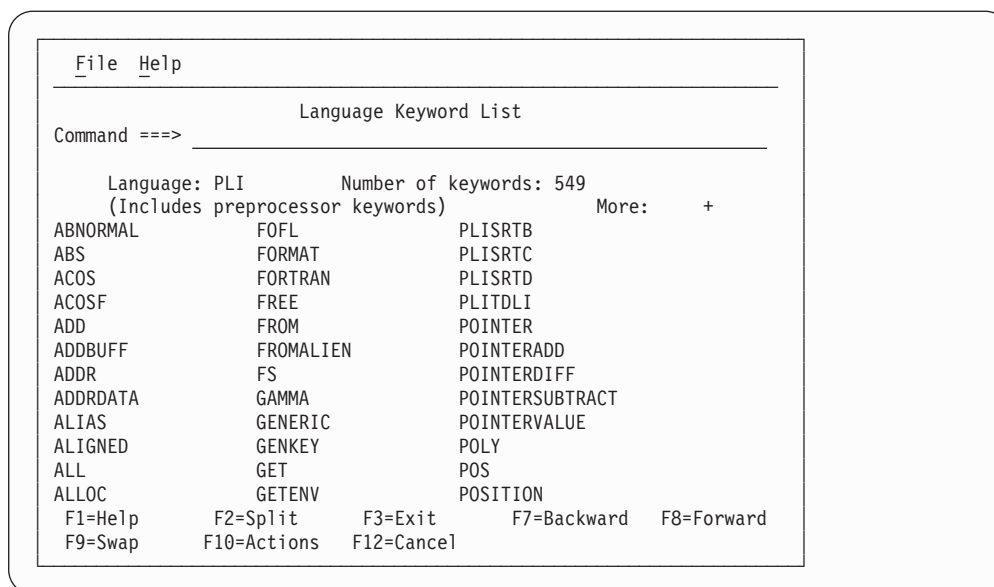 File Help
Language Keyword List
Command ===>
Language: PLI Number of keywords: 549
(Includes preprocessor keywords) More: +
ABNORMAL FOFL PLISRTB
ABS FORMAT PLISRTC
ACOS FORTRAN PLISRTD
ACOSF FREE PLITDLI
ADD FROM POINTER
ADDBUFF FROMALIEN POINTERADD
ADDR FS POINTERDIFF
ADDRDATA GAMMA POINTERSUBTRACT
ALIAS GENERIC POINTERVALUE
ALIGNED GENKEY POLY
ALL GET POS
ALLOC GETENV POSITION
F1=Help F2=Split F3=Exit F7=Backward F8=Forward
F9=Swap F10=Actions F12=Cancel